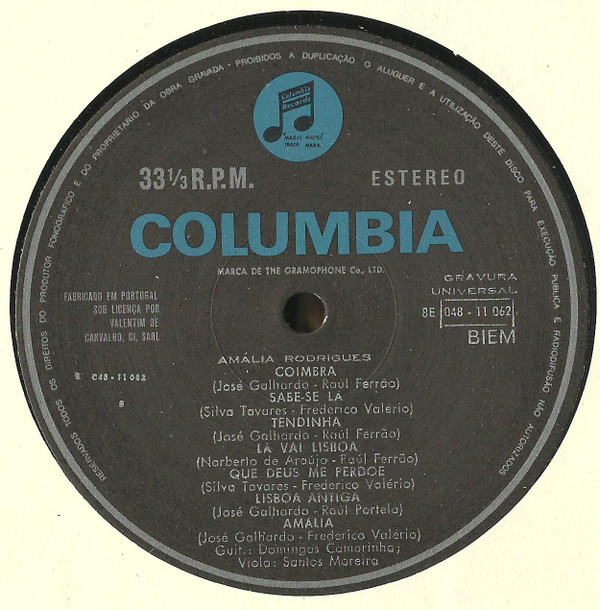 RESERVADOS TODOS OS DIREITOS DO PRODUTOR FONOGRAFICO E DO PROPRIETARIO DA OBRA GRAVADA - PROIBIDOS A DUPLICAÇÃO O ALUGUER E A UTILIZAÇÃO DESTE DISCO PARA EXECUÇÃO PUBLICA E RADIODIFUSÃO NÃO AUTORIZADOS
Columbia
Records
"MAGIC NOTES"
TRADE MARK
33 1/3 R.P.M.
ESTEREO
COLUMBIA
MARCA DE THE GRAMOPHONE Co., LTD.
FABRICADO EM PORTUGAL
SOB LICENÇA POR
VALENTIM DE
CARVALHO, CI, SARL
GRAVURA
UNIVERSAL
8E 048 - 11 062
BIEM
048-11 062
AMÁLIA RODRIGUES
COIMBRA
(José Galhardo - Raúl Ferrão)
SABE-SE LÁ
(Silva Tavares - Frederico Valério)
TENDINHA
(José Galhardo - Raúl Ferrão)
LÁ VAI LISBOA
(Norberto de Araújo - Raúl Ferrão)
QUE DEUS ME PERDOE
(Silva Tavares - Frederico Valério)
LISBOA ANTIGA
(José Galhardo - Raúl Portela)
AMÁLIA
(José Galhardo - Frederico Valério)
Guit.: Domingos Camarinha;
Viola: Santos Moreira